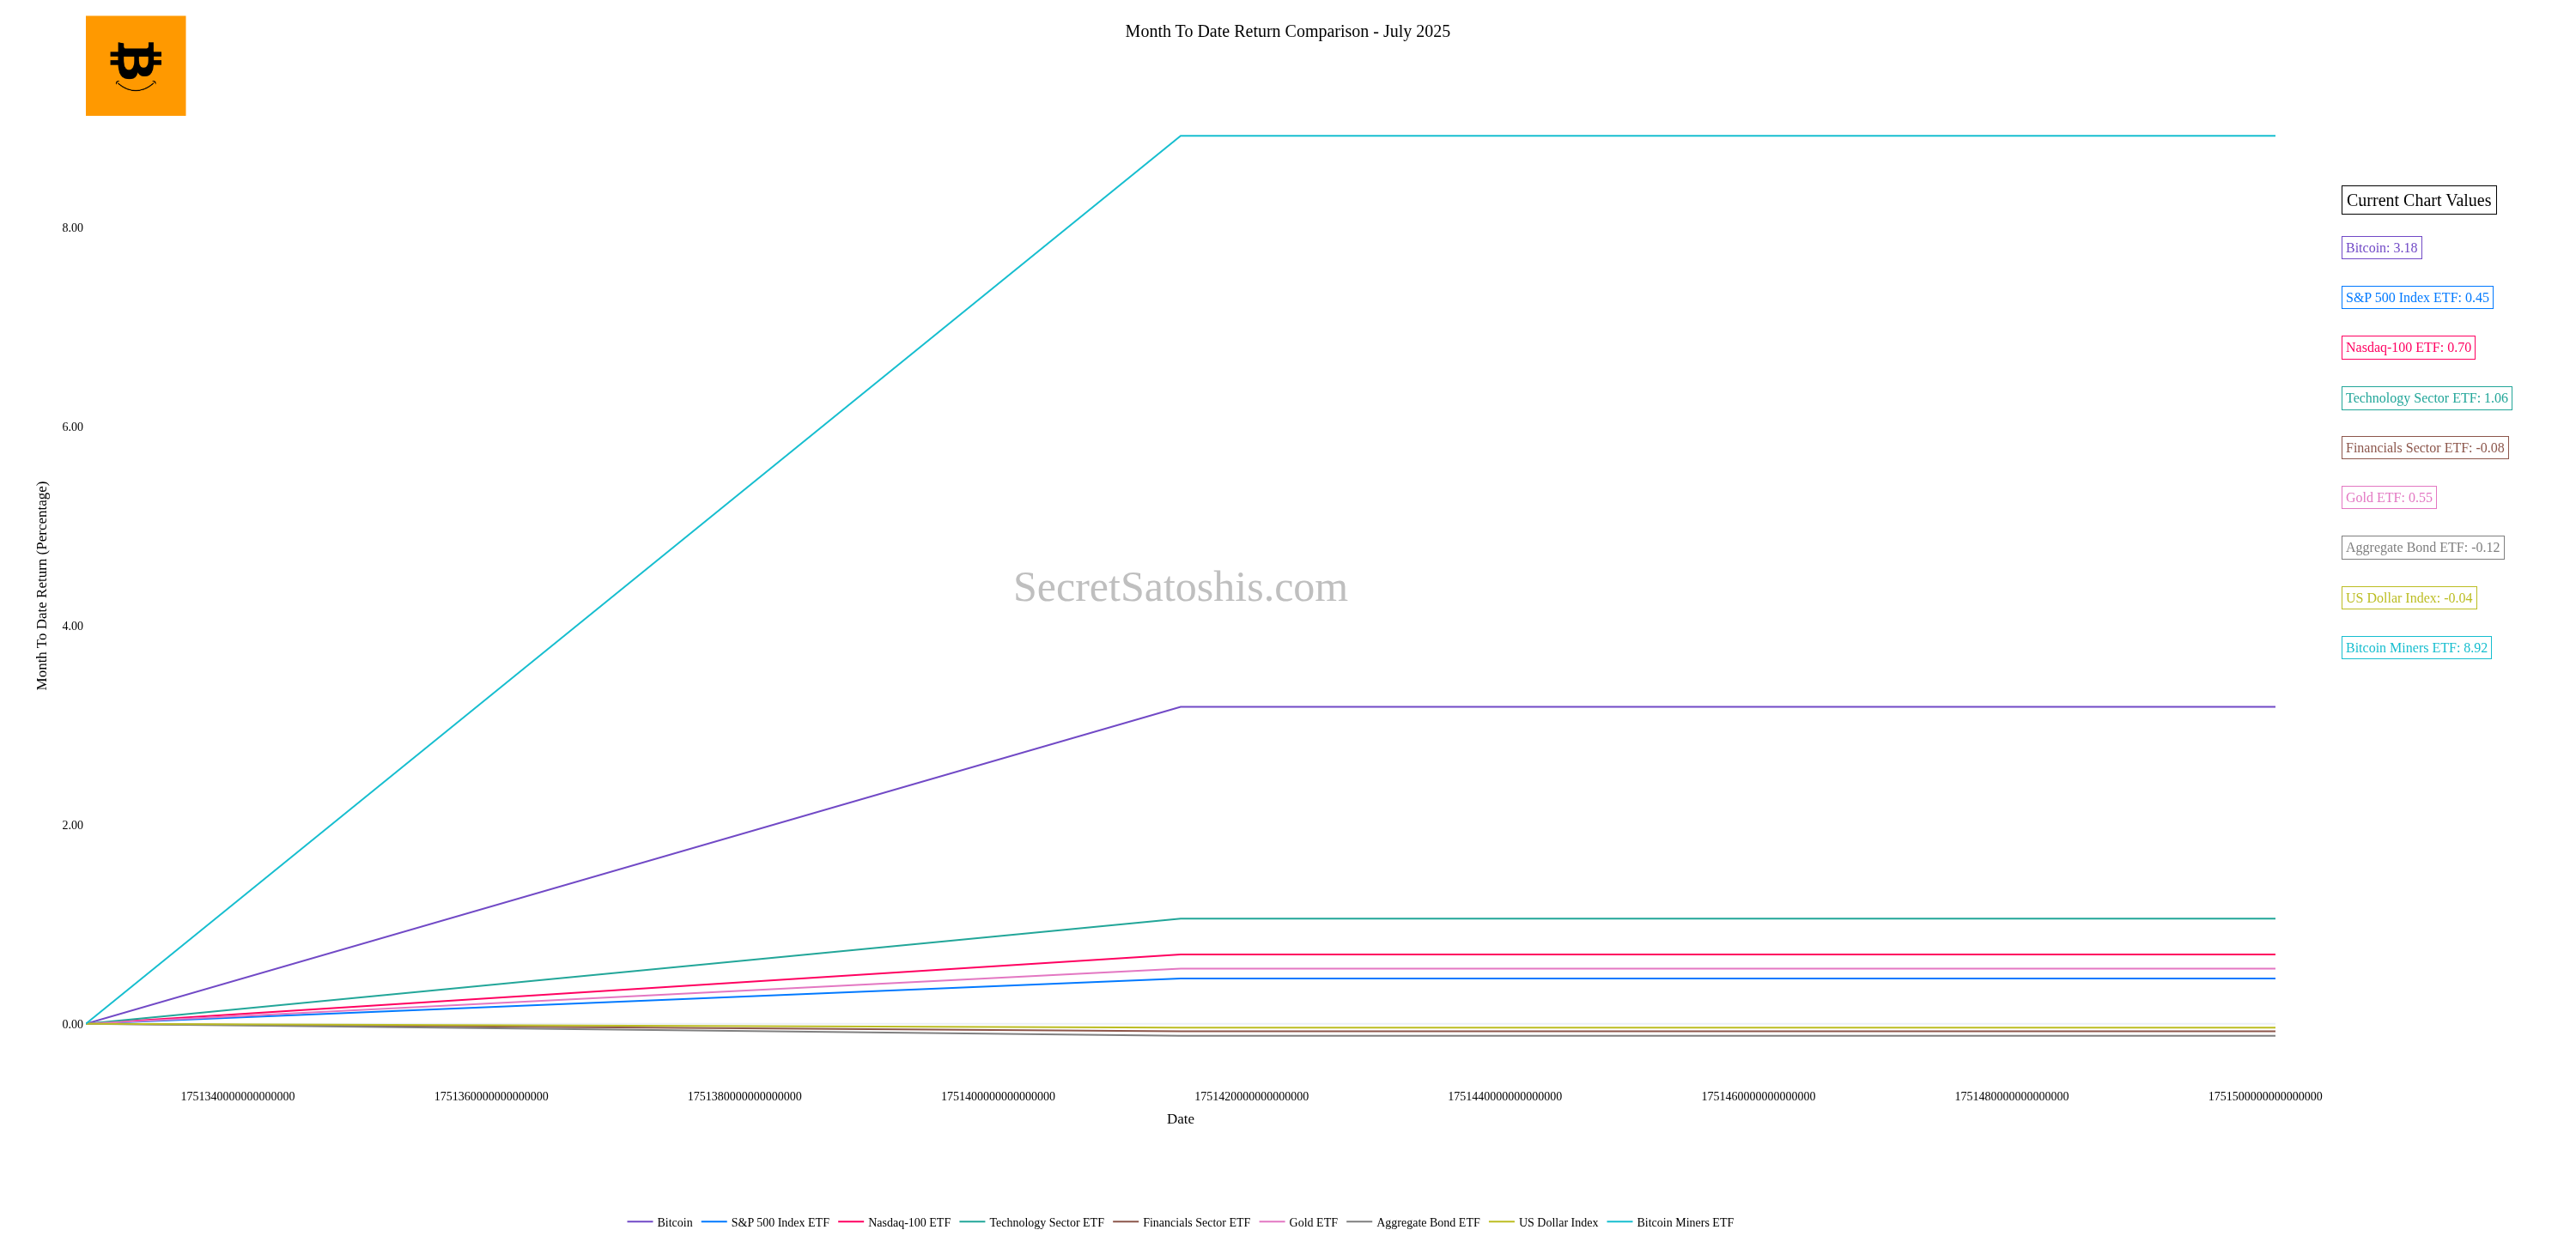 Month To Date Return Comparison - July 2025
8.00
6.00
4.00
2.00
0.00
Month To Date Return (Percentage)
SecretSatoshis.com
Current Chart Values
Bitcoin: 3.18
S&P 500 Index ETF: 0.45
Nasdaq-100 ETF: 0.70
Technology Sector ETF: 1.06
Financials Sector ETF: -0.08
Gold ETF: 0.55
Aggregate Bond ETF: -0.12
US Dollar Index: -0.04
Bitcoin Miners ETF: 8.92
1751340000000000000 1751360000000000000 1751380000000000000 1751400000000000000 1751420000000000000 1751440000000000000 1751460000000000000 1751480000000000000 1751500000000000000
Date
Bitcoin S&P 500 Index ETF Nasdaq-100 ETF Technology Sector ETF Financials Sector ETF Gold ETF Aggregate Bond ETF US Dollar Index Bitcoin Miners ETF